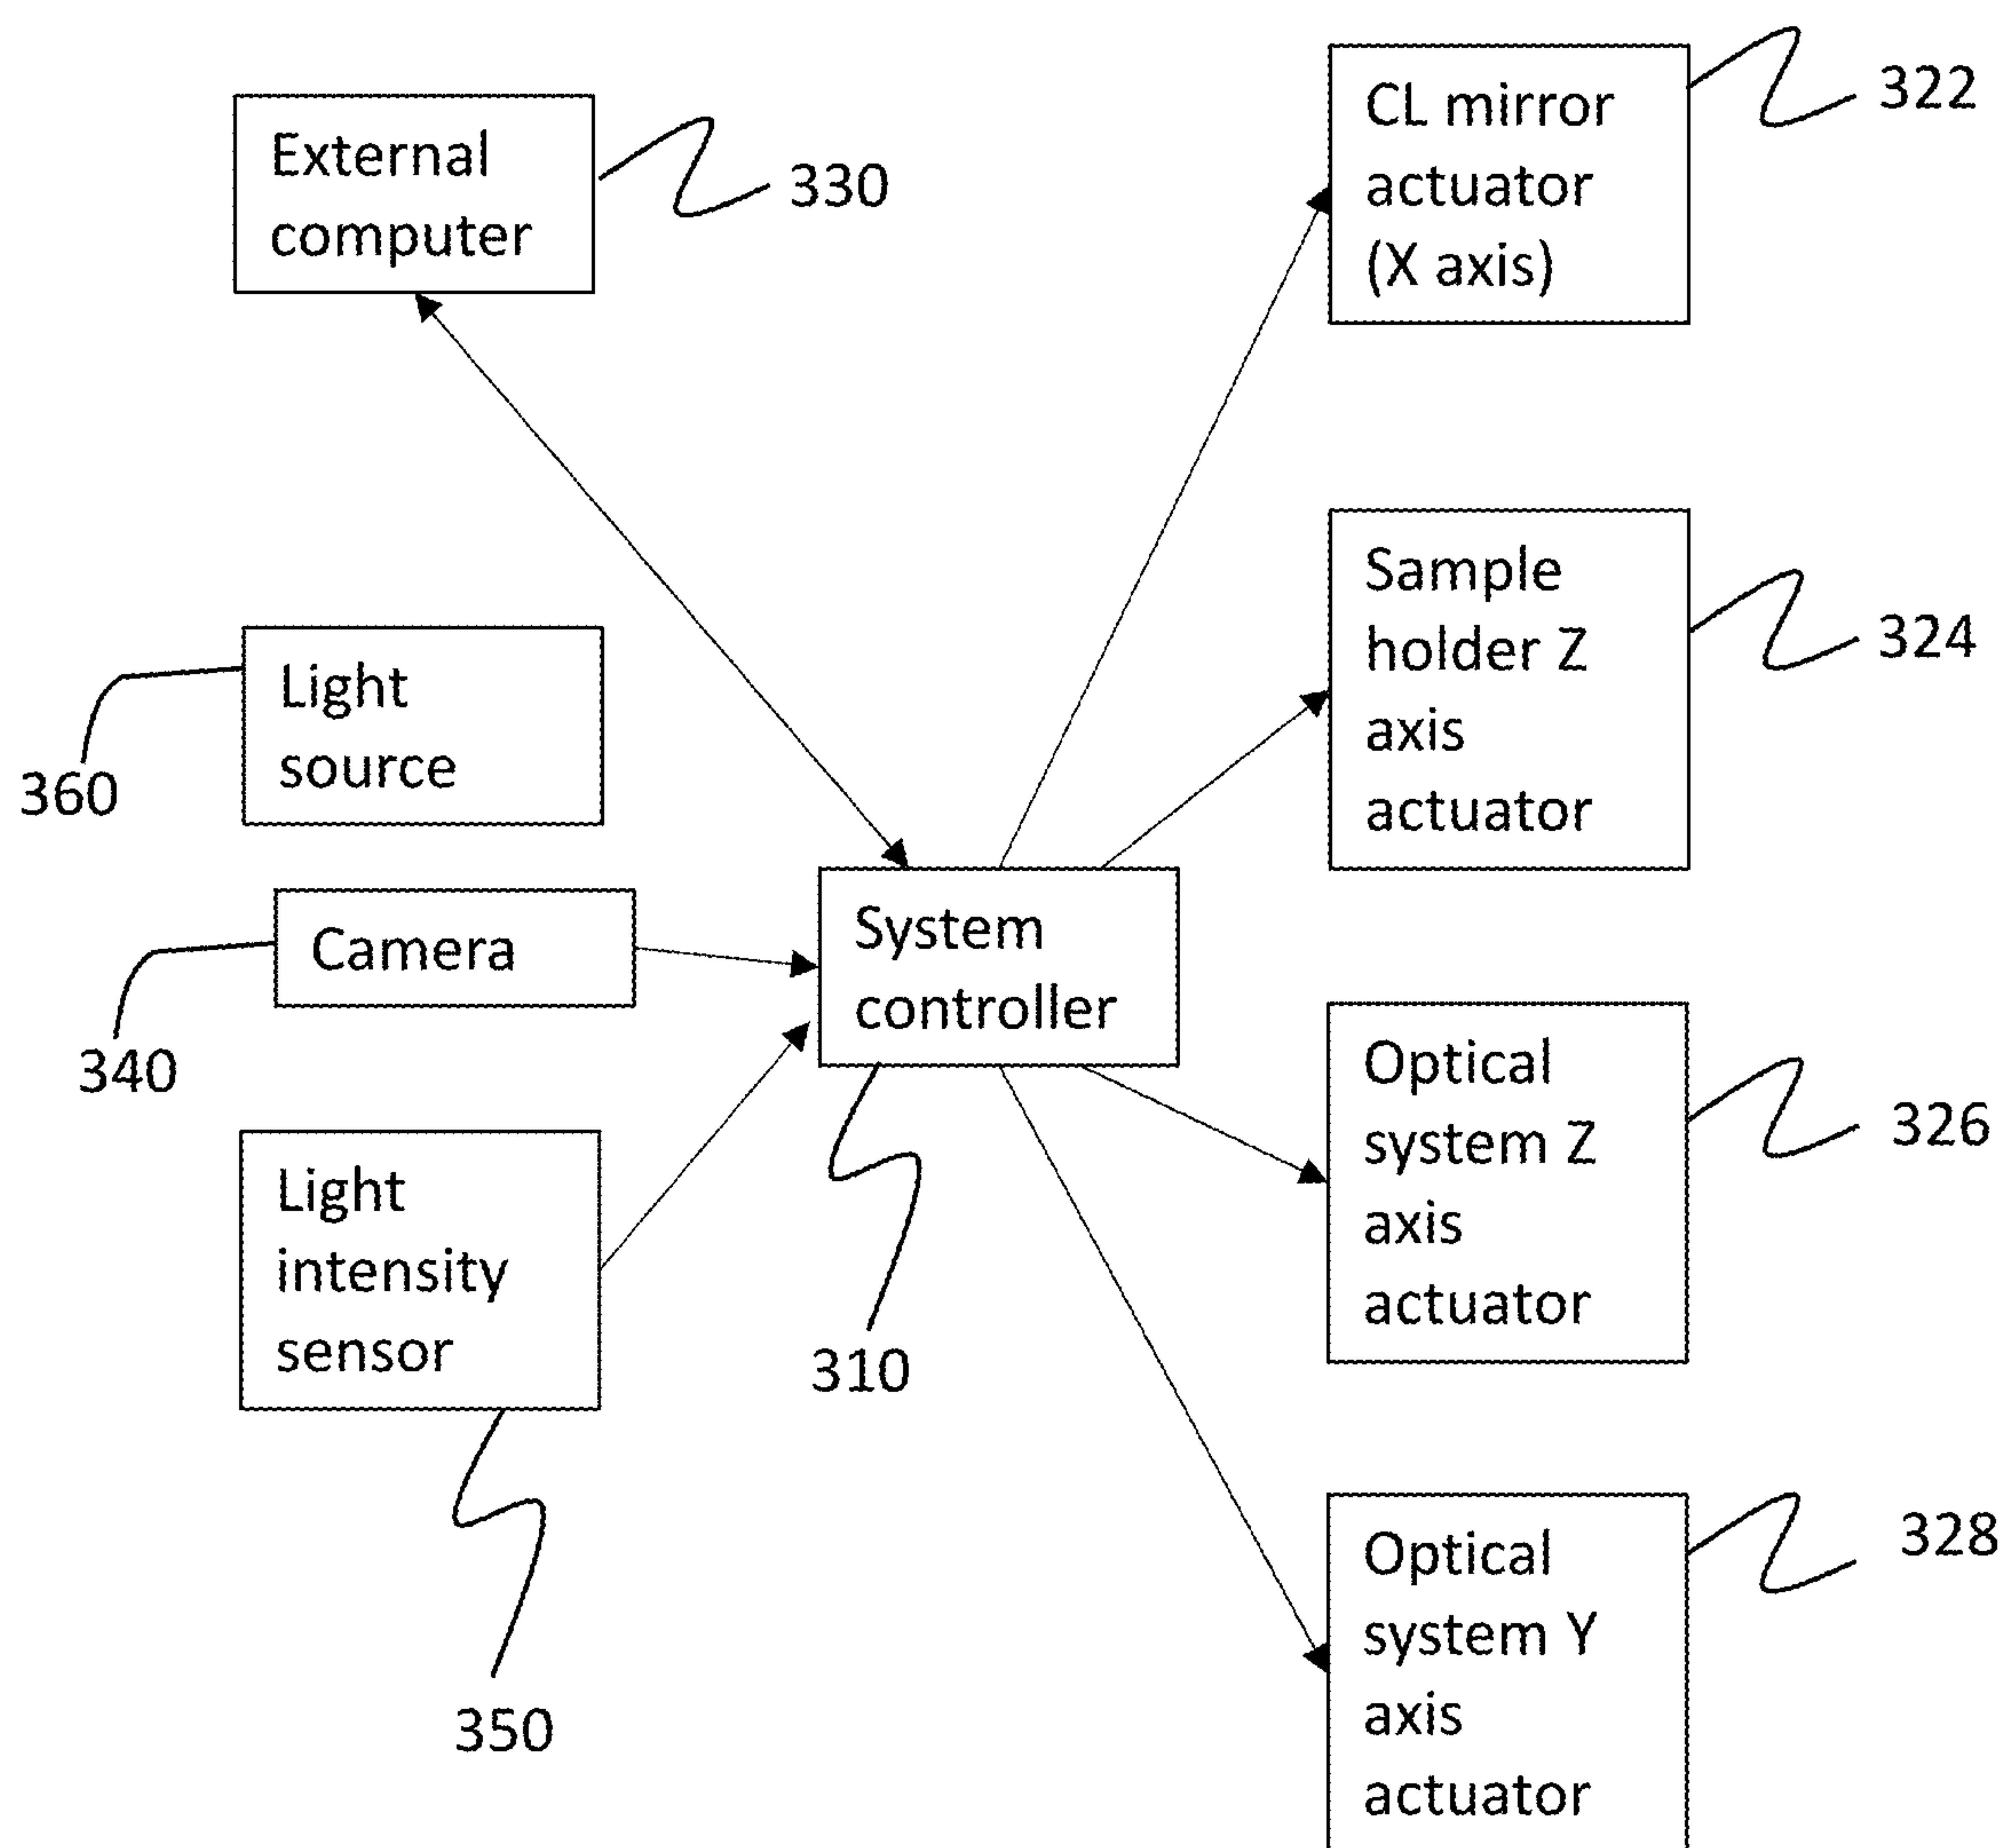 External
computer
330
CL mirror
actuator
(X axis)
322
Light
source
360
Sample
holder Z
axis
actuator
324
Camera
340
System
controller
310
Light
intensity
sensor
350
Optical
system Z
axis
actuator
326
Optical
system Y
axis
actuator
328